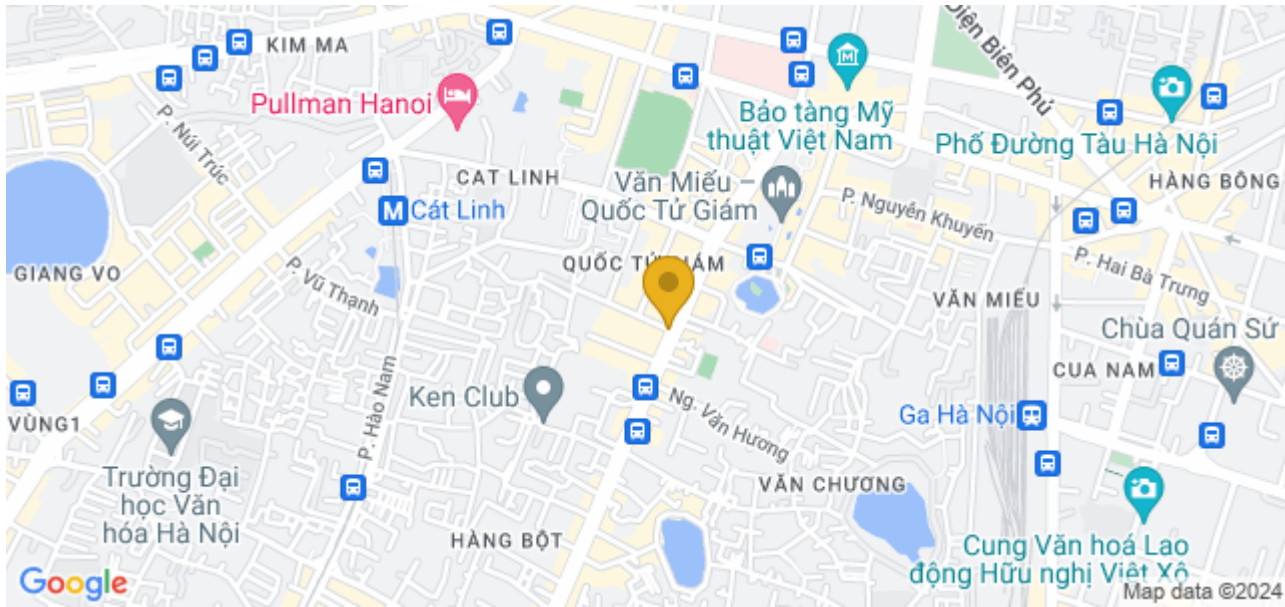 KIM MA
Điện Biên Phủ
Pullman Hanoi
Bảo tàng Mỹ
thuật Việt Nam
Phố Đường Tàu Hà Nội
P. Núi Trúc
CAT LINH
Văn Miếu –
Quốc Tử Giám
HÀNG BÔNG
M Cát Linh
P. Nguyễn Khuyến
QUỐC TỬ GIÁM
GIANG VO
P. Vũ Thạnh
P. Hai Bà Trưng
VĂN MIẾU
Chùa Quán Sứ
CUA NAM
Ken Club
P. Hào Nam
Ng. Văn Hương
Ga Hà Nội
VÙNG1
Trường Đại
học Văn
hóa Hà Nội
VĂN CHƯƠNG
HÀNG BỘT
Cung Văn hoá Lao
động Hữu nghị Việt Xô
Google
Map data ©2024